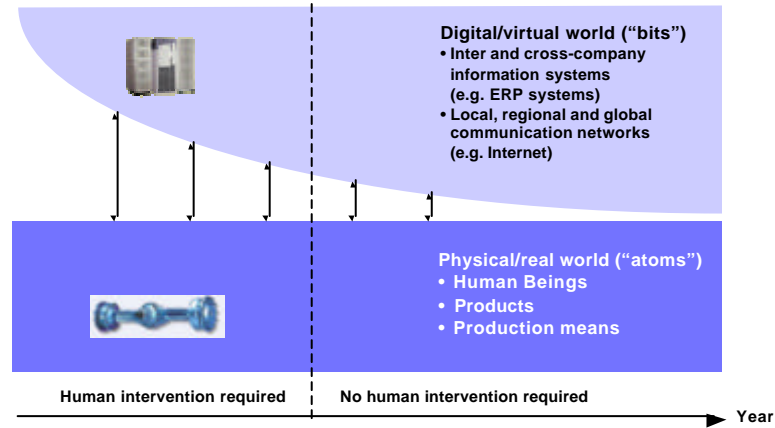 Digital/virtual world (“bits”)
• Inter and cross-company
information systems
(e.g. ERP systems)
• Local, regional and global
communication networks
(e.g. Internet)
Physical/real world (“atoms”)
• Human Beings
• Products
• Production means
Human intervention required
No human intervention required
Year